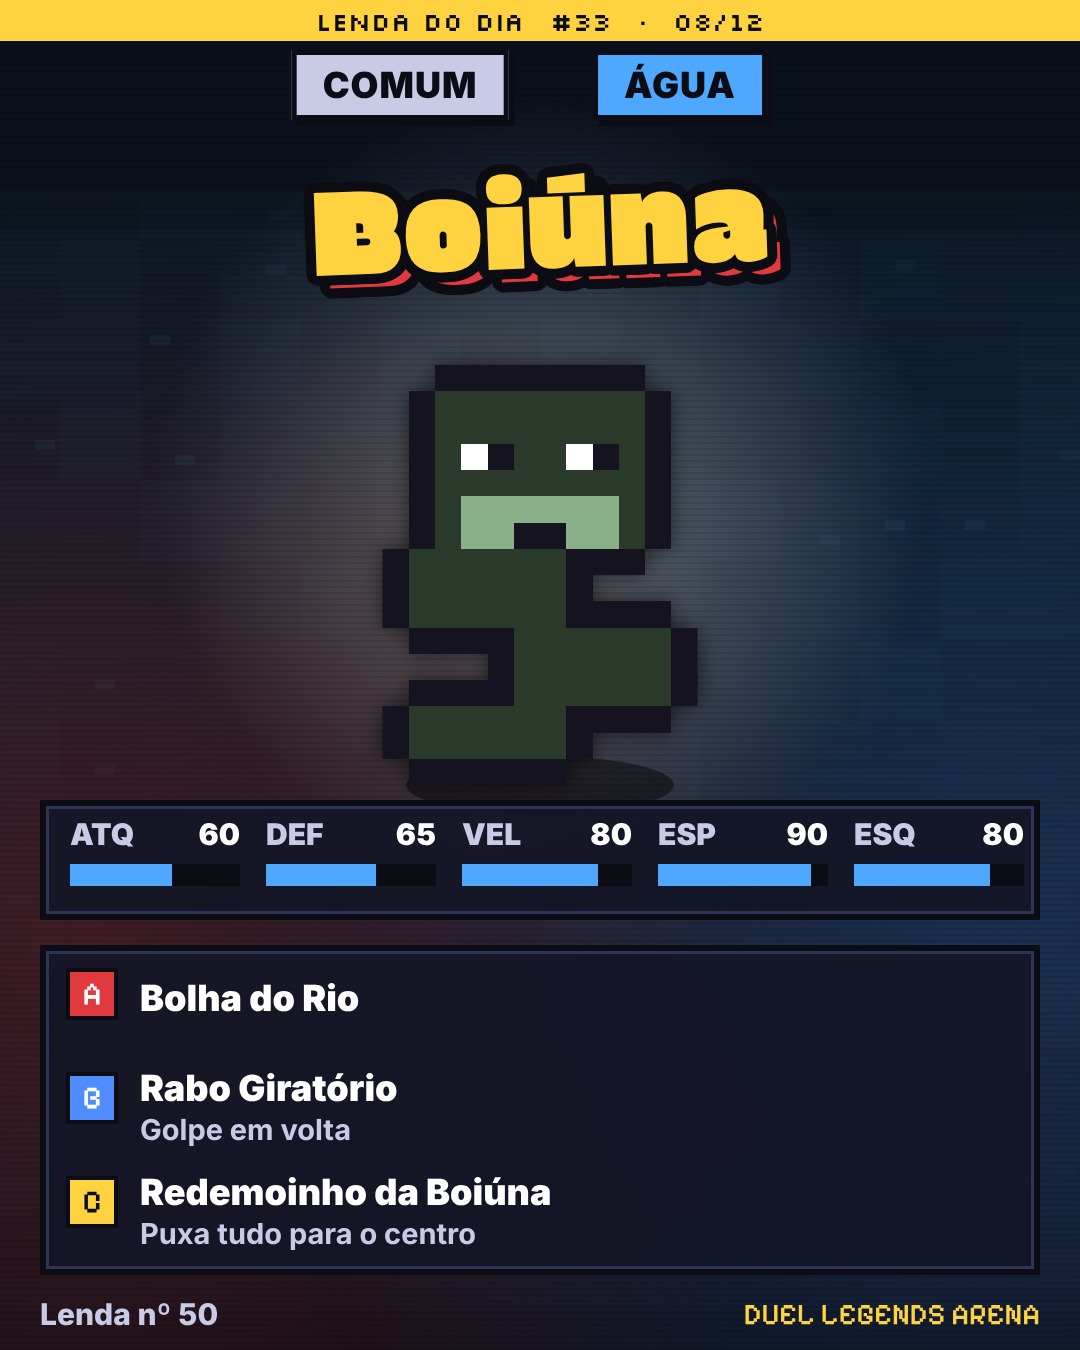 LENDA DO DIA #33 · 08/12
COMUM ÁGUA
Boiúna
ATQ 60 DEF 65 VEL 80 ESP 90 ESQ 80
A Bolha do Rio
B Rabo Giratório
Golpe em volta
C Redemoinho da Boiúna
Puxa tudo para o centro
Lenda nº 50 DUEL LEGENDS ARENA